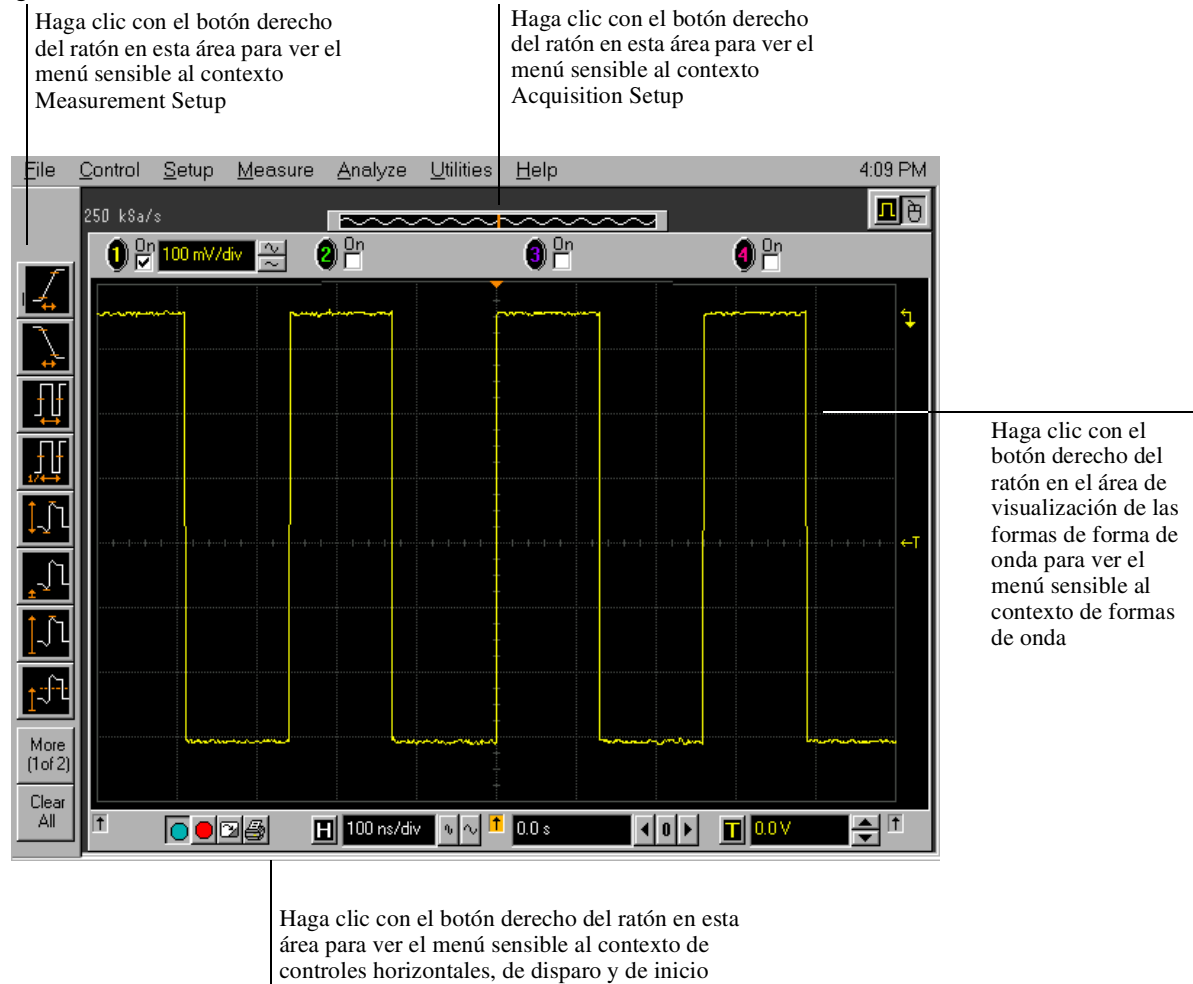 Haga clic con el botón derecho
del ratón en esta área para ver el
menú sensible al contexto
Measurement Setup
Haga clic con el botón derecho
del ratón en esta área para ver el
menú sensible al contexto
Acquisition Setup
File Control Setup Measure Analyze Utilities Help 4:09 PM
250 kSa/s
1 On 100 mV/div 2 On 3 On 4 On
←T
1/
Haga clic con el
botón derecho del
ratón en el área de
visualización de las
formas de forma de
onda para ver el
menú sensible al
contexto de formas
de onda
More
(1of 2)
Clear
All
H 100 ns/div 0.0 s 0 T 0.0 V
Haga clic con el botón derecho del ratón en esta
área para ver el menú sensible al contexto de
controles horizontales, de disparo y de inicio